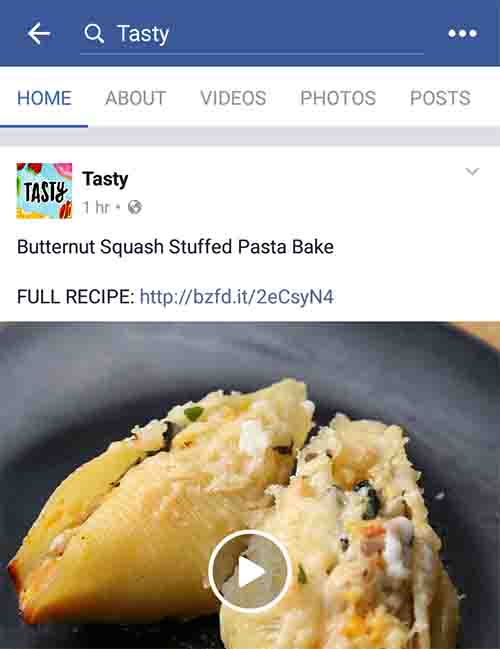 Tasty
HOME ABOUT VIDEOS PHOTOS POSTS
TASTY
Tasty
1 hr •
Butternut Squash Stuffed Pasta Bake
FULL RECIPE: http://bzfd.it/2eCsyN4